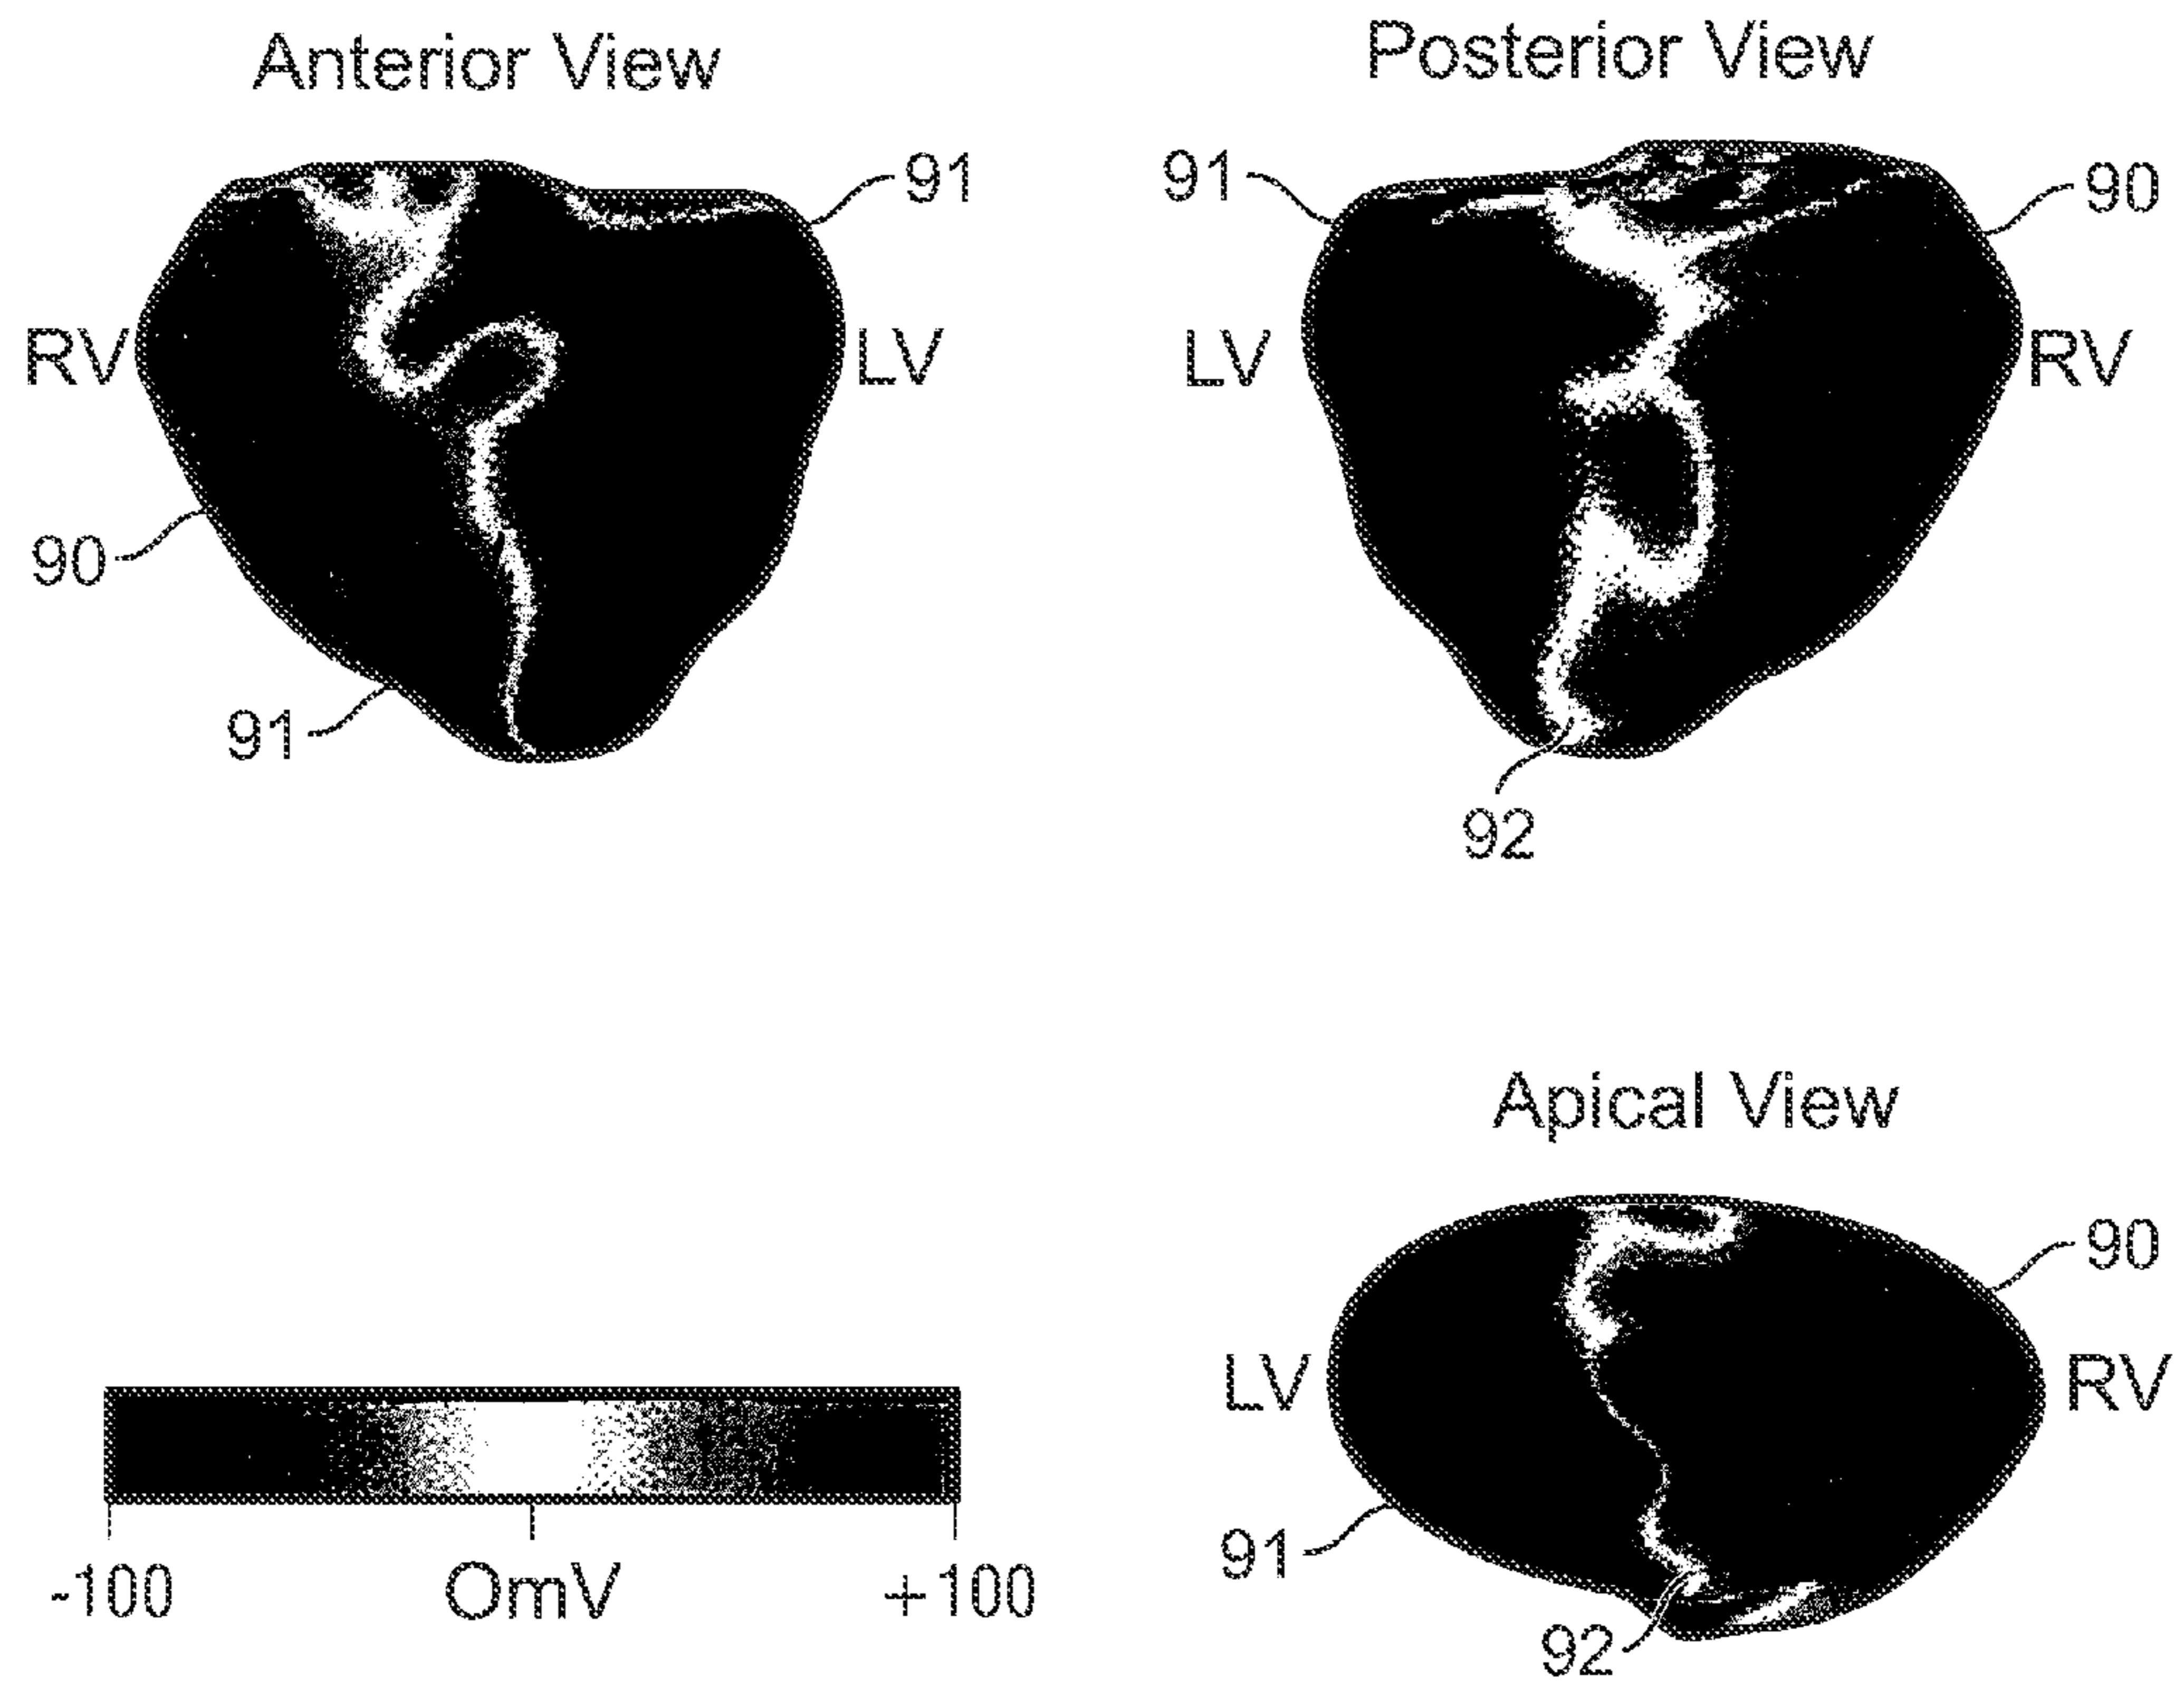 Anterior View
Posterior View
91
91
90
RV
LV
LV
RV
90
91
92
Apical View
90
LV
RV
91
-100
OmV
+100
92